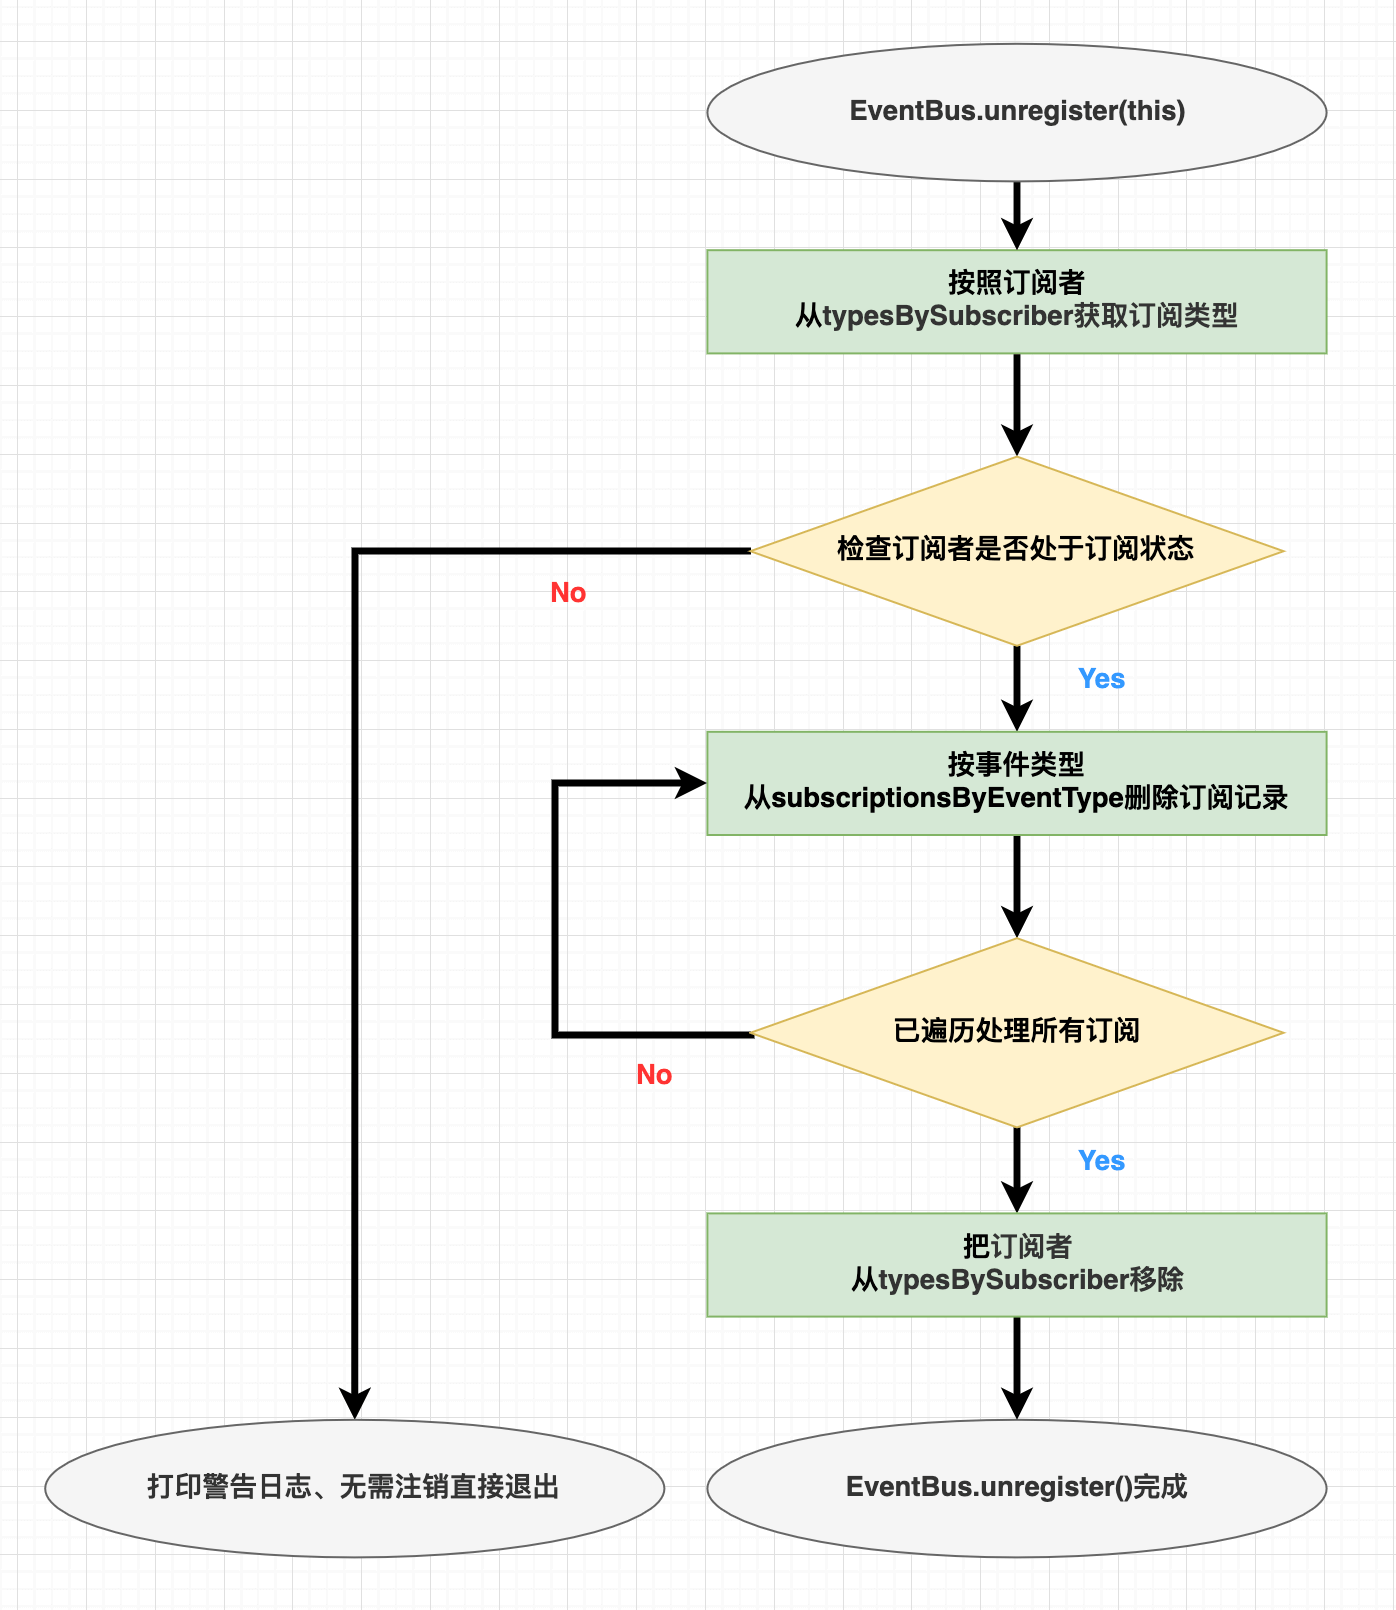 EventBus.unregister(this)
按照订阅者
从typesBySubscriber获取订阅类型
检查订阅者是否处于订阅状态
No
Yes
按事件类型
从subscriptionsByEventType删除订阅记录
已遍历处理所有订阅
No
Yes
把订阅者
从typesBySubscriber移除
打印警告日志、无需注销直接退出
EventBus.unregister()完成